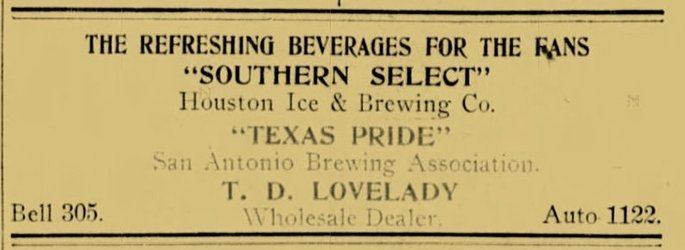 THE REFRESHING BEVERAGES FOR THE FANS
"SOUTHERN SELECT"
Houston Ice & Brewing Co.
"TEXAS PRIDE"
San Antonio Brewing Association.
T. D. LOVELADY
Bell 305. Wholesale Dealer. Auto 1122.